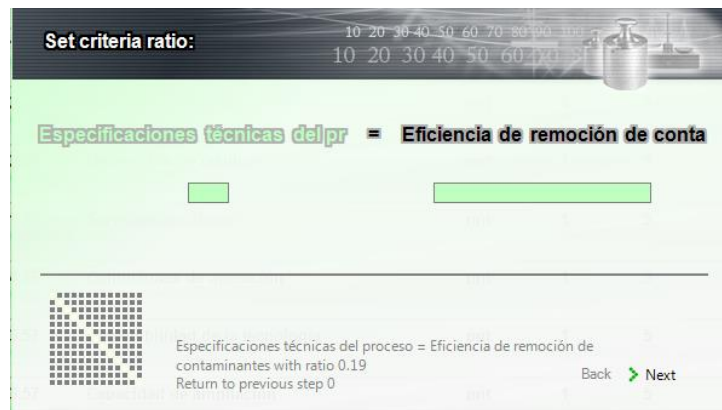 Set criteria ratio:
10 20 30 40 50 60 70 80 90 100
10 20 30 40 50 60
Especificaciones técnicas del pr = Eficiencia de remoción de conta
Especificaciones técnicas del proceso = Eficiencia de remoción de
contaminantes with ratio 0.19
Return to previous step 0
Back Next